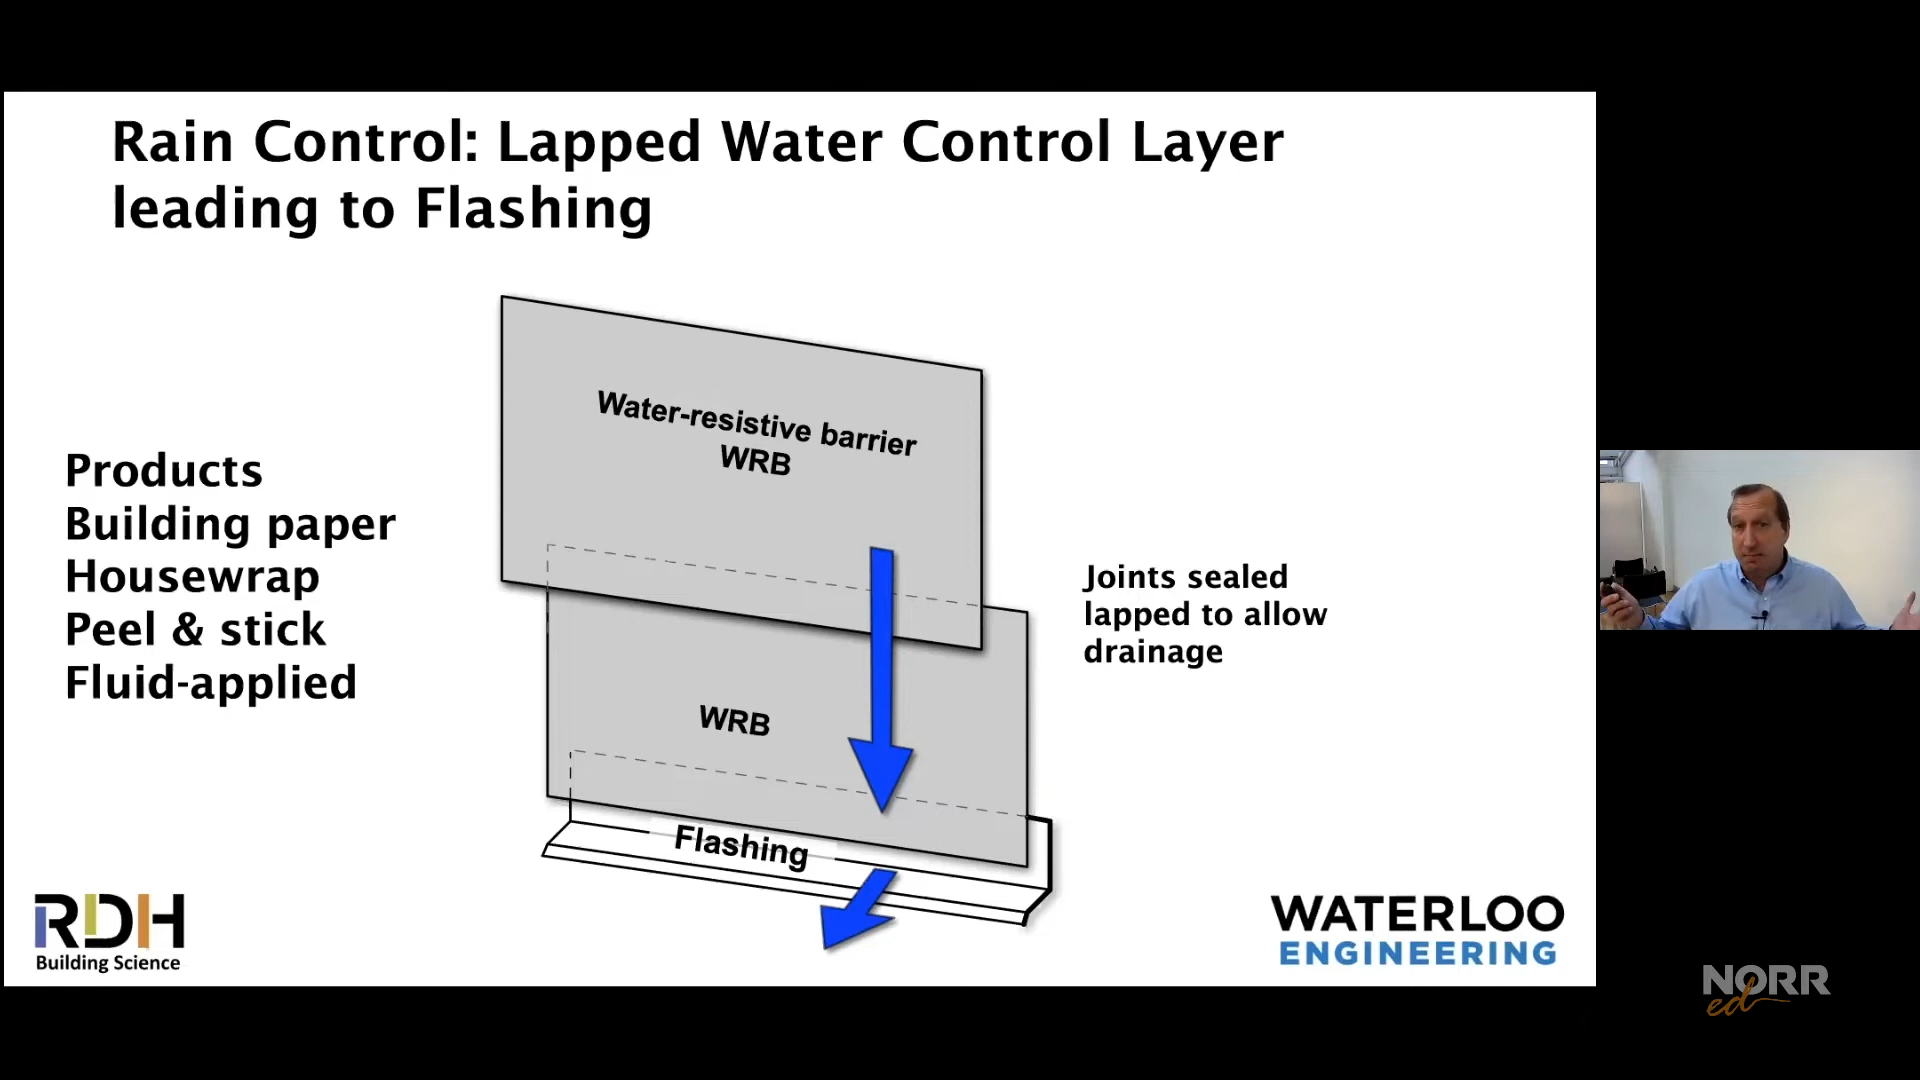 Rain Control: Lapped Water Control Layer
leading to Flashing
Water-resistive barrier
WRB
Products
Building paper
Housewrap
Peel & stick
Fluid-applied
Joints sealed
lapped to allow
drainage
WRB
Flashing
RDH
Building Science
WATERLOO
ENGINEERING
NORR
ed